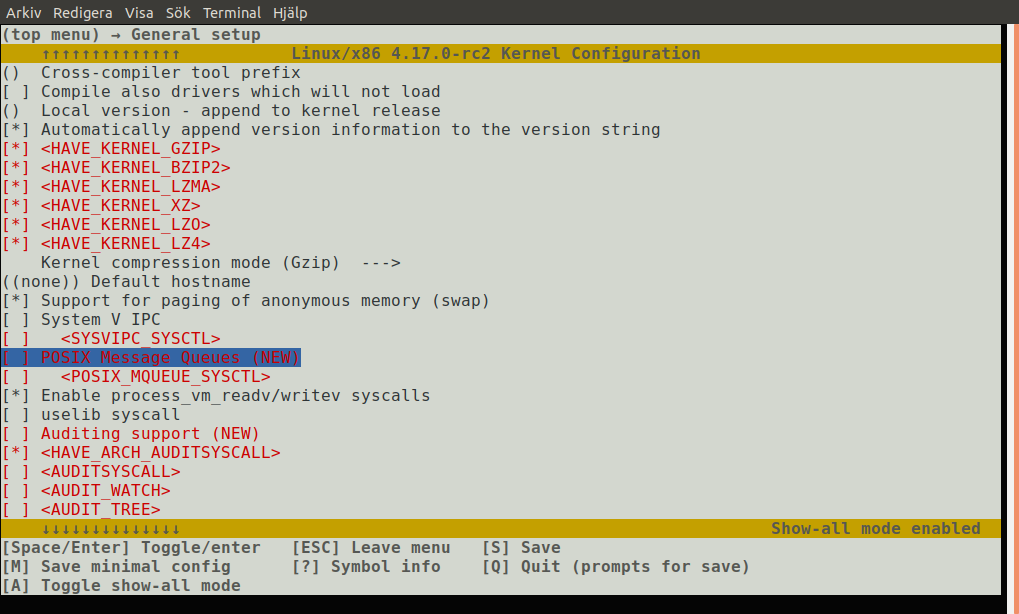 Arkiv Redigera Visa Sök Terminal Hjälp
(top menu) → General setup
↑↑↑↑↑↑↑↑↑↑↑↑↑↑ Linux/x86 4.17.0-rc2 Kernel Configuration
() Cross-compiler tool prefix
[ ] Compile also drivers which will not load
() Local version - append to kernel release
[*] Automatically append version information to the version string
[*] <HAVE_KERNEL_GZIP>
[*] <HAVE_KERNEL_BZIP2>
[*] <HAVE_KERNEL_LZMA>
[*] <HAVE_KERNEL_XZ>
[*] <HAVE_KERNEL_LZO>
[*] <HAVE_KERNEL_LZ4>
Kernel compression mode (Gzip) --->
((none)) Default hostname
[*] Support for paging of anonymous memory (swap)
[ ] System V IPC
[ ] <SYSVIPC_SYSCTL>
[ ] POSIX Message Queues (NEW)
[ ] <POSIX_MQUEUE_SYSCTL>
[*] Enable process_vm_readv/writev syscalls
[ ] uselib syscall
[ ] Auditing support (NEW)
[*] <HAVE_ARCH_AUDITSYSCALL>
[ ] <AUDITSYSCALL>
[ ] <AUDIT_WATCH>
[ ] <AUDIT_TREE>
↓↓↓↓↓↓↓↓↓↓↓↓↓↓ Show-all mode enabled
[Space/Enter] Toggle/enter [ESC] Leave menu [S] Save
[M] Save minimal config [?] Symbol info [Q] Quit (prompts for save)
[A] Toggle show-all mode